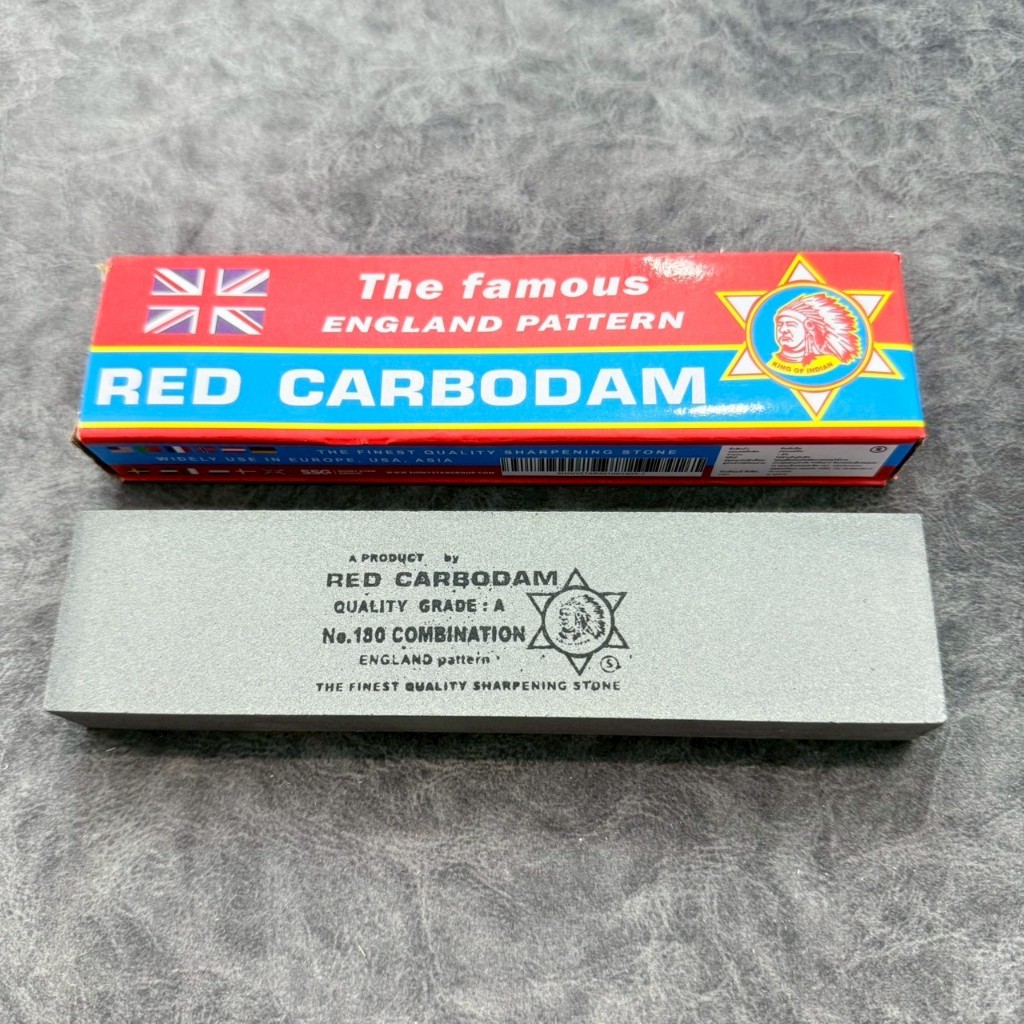 The famous
ENGLAND PATTERN
RED CARBODAM
KING OF INDIAN
THE FINEST QUALITY SHARPENING STONE
WIDELY USE IN EUROPE, USA, ASIA
SSG
A PRODUCT by
RED CARBODAM
QUALITY GRADE : A
No.180 COMBINATION
ENGLAND pattern
S
THE FINEST QUALITY SHARPENING STONE